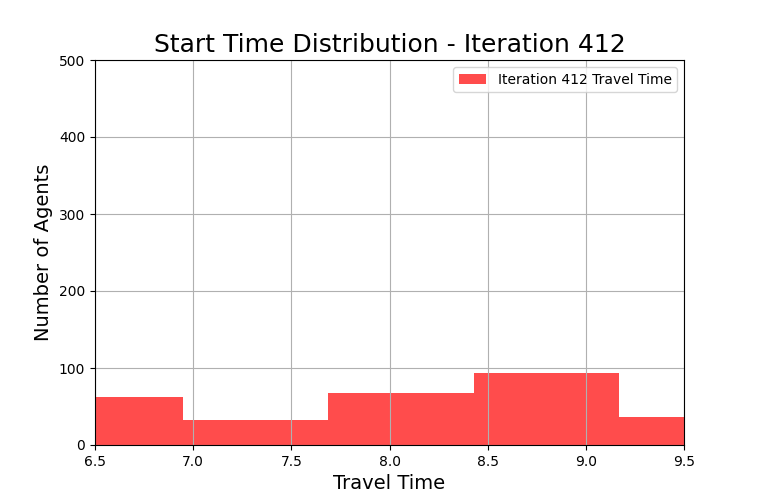 Start Time Distribution - Iteration 412
Iteration 412 Travel Time
Number of Agents
500
400
300
200
100
0
6.5 7.0 7.5 8.0 8.5 9.0 9.5
Travel Time